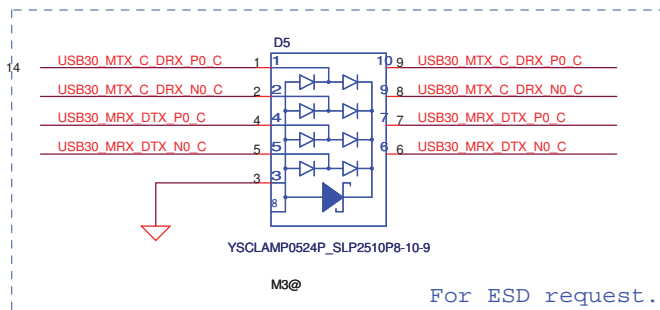 D5
14 USB30_MTX_C_DRX_P0_C 1 1 10 9 USB30_MTX_C_DRX_P0_C
USB30_MTX_C_DRX_N0_C 2 2 9 8 USB30_MTX_C_DRX_N0_C
USB30_MRX_DTX_P0_C 4 4 7 7 USB30_MRX_DTX_P0_C
USB30_MRX_DTX_N0_C 5 5 6 6 USB30_MRX_DTX_N0_C
3 3
8
YSCLAMP0524P_SLP2510P8-10-9
M3@
For ESD request.